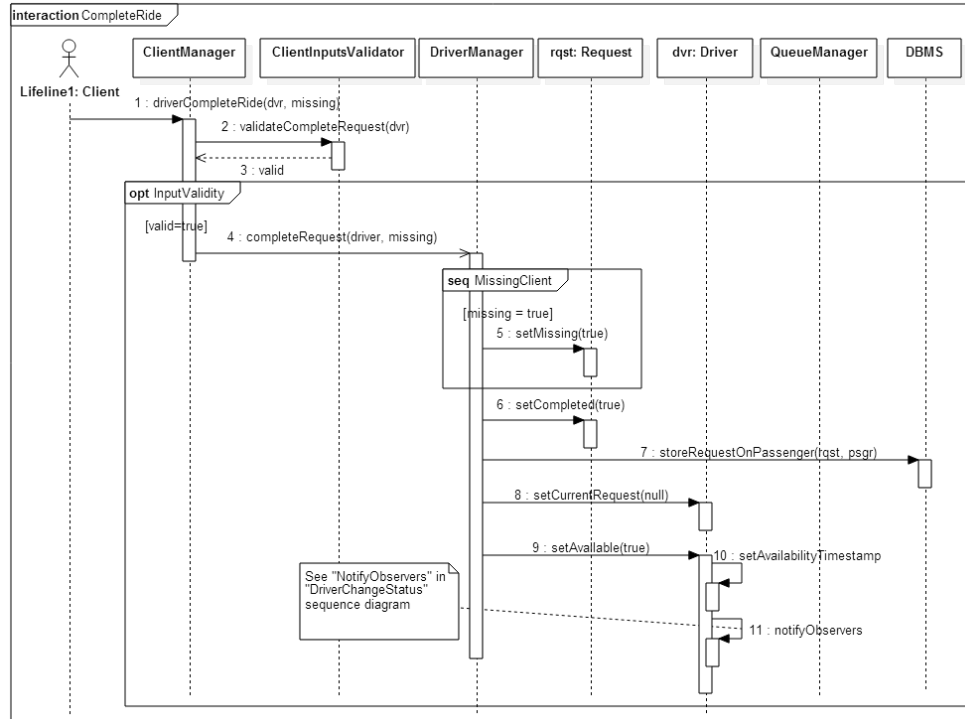 interaction CompleteRide
ClientManager
ClientInputsValidator
DriverManager
rqst: Request
dvr: Driver
QueueManager
DBMS
Lifeline1: Client
1 : driverCompleteRide(dvr, missing)
2 : validateCompleteRequest(dvr)
3 : valid
opt InputValidity
[valid=true]
4 : completeRequest(driver, missing)
seq MissingClient
[missing = true]
5 : setMissing(true)
6 : setCompleted(true)
7 : storeRequestOnPassenger(rqst, psgr)
8 : setCurrentRequest(null)
9 : setAvailable(true)
10 : setAvailabilityTimestamp
See "NotifyObservers" in
"DriverChangeStatus"
sequence diagram
11 : notifyObservers